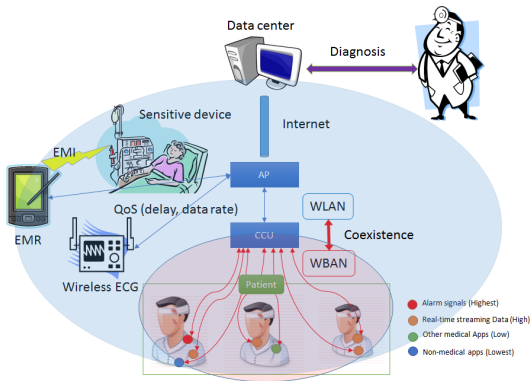 Data center
Diagnosis
Sensitive device
Internet
EMI
AP
QoS (delay, data rate)
WLAN
EMR
CCU
Coexistence
WBAN
Wireless ECG
Patient
Alarm signals (Highest)
Real-time streaming Data (High)
Other medical Apps (Low)
Non-medical apps (Lowest)